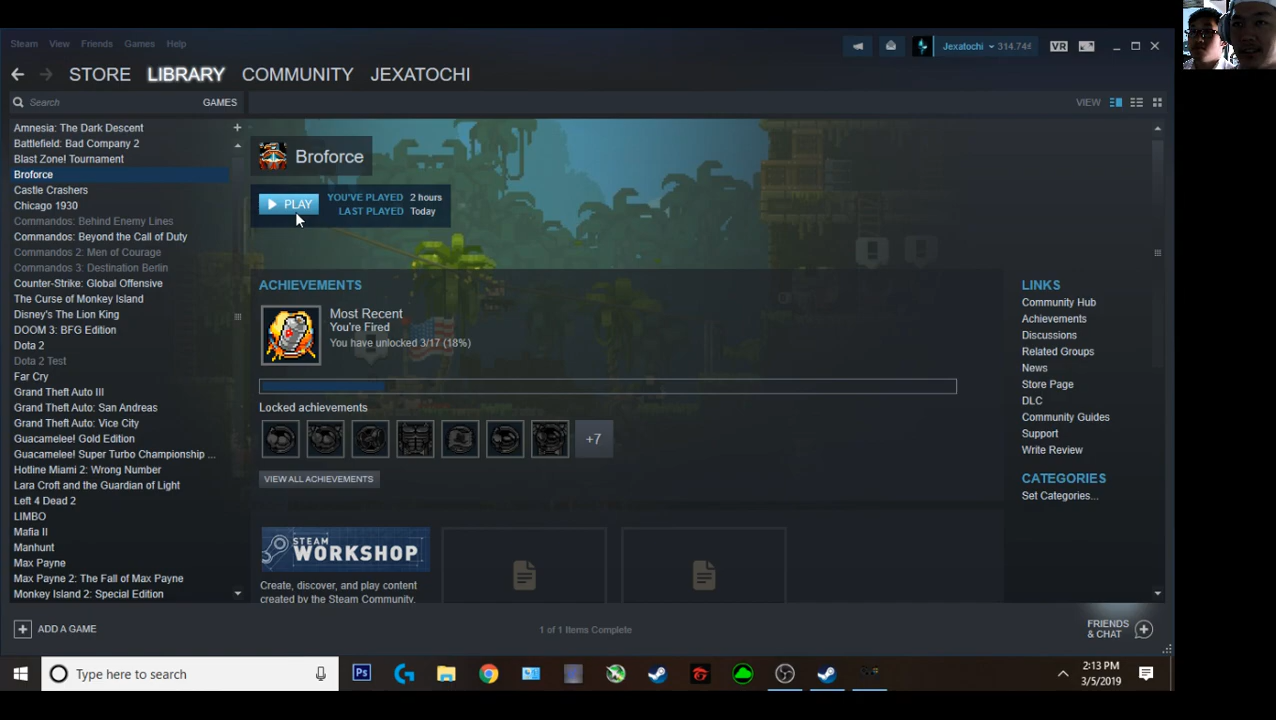 Steam View Friends Games Help
Jexatochi 314.74€
VR
STORE LIBRARY COMMUNITY JEXATOCHI
Search GAMES
VIEW
Amnesia: The Dark Descent
Battlefield: Bad Company 2
Blast Zone! Tournament
Broforce
Castle Crashers
Chicago 1930
Commandos: Behind Enemy Lines
Commandos: Beyond the Call of Duty
Commandos 2: Men of Courage
Commandos 3: Destination Berlin
Counter-Strike: Global Offensive
The Curse of Monkey Island
Disney's The Lion King
DOOM 3: BFG Edition
Dota 2
Dota 2 Test
Far Cry
Grand Theft Auto III
Grand Theft Auto: San Andreas
Grand Theft Auto: Vice City
Guacamelee! Gold Edition
Guacamelee! Super Turbo Championship ...
Hotline Miami 2: Wrong Number
Lara Croft and the Guardian of Light
Left 4 Dead 2
LIMBO
Mafia II
Manhunt
Max Payne
Max Payne 2: The Fall of Max Payne
Monkey Island 2: Special Edition
Broforce
PLAY
YOU'VE PLAYED 2 hours
LAST PLAYED Today
ACHIEVEMENTS
Most Recent
You're Fired
You have unlocked 3/17 (18%)
Locked achievements
+7
VIEW ALL ACHIEVEMENTS
STEAM
WORKSHOP
Create, discover, and play content
created by the Steam Community.
LINKS
Community Hub
Achievements
Discussions
Related Groups
News
Store Page
DLC
Community Guides
Support
Write Review
CATEGORIES
Set Categories...
ADD A GAME
1 of 1 Items Complete
FRIENDS
& CHAT
Type here to search
Ps
2:13 PM
3/5/2019